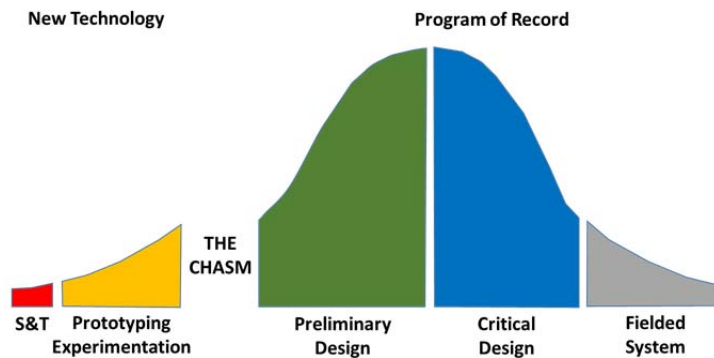 New Technology
Program of Record
THE
CHASM
S&T
Prototyping
Experimentation
Preliminary
Design
Critical
Design
Fielded
System